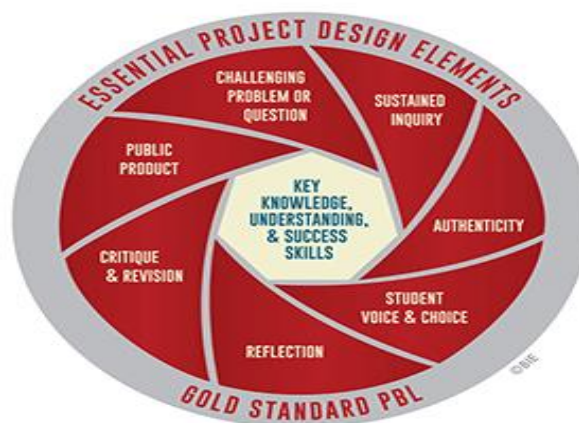 ESSENTIAL PROJECT DESIGN ELEMENTS
CHALLENGING
PROBLEM OR
QUESTION
SUSTAINED
INQUIRY
AUTHENTICITY
STUDENT
VOICE & CHOICE
REFLECTION
CRITIQUE
& REVISION
PUBLIC
PRODUCT
KEY
KNOWLEDGE,
UNDERSTANDING,
& SUCCESS
SKILLS
GOLD STANDARD PBL
©BIE